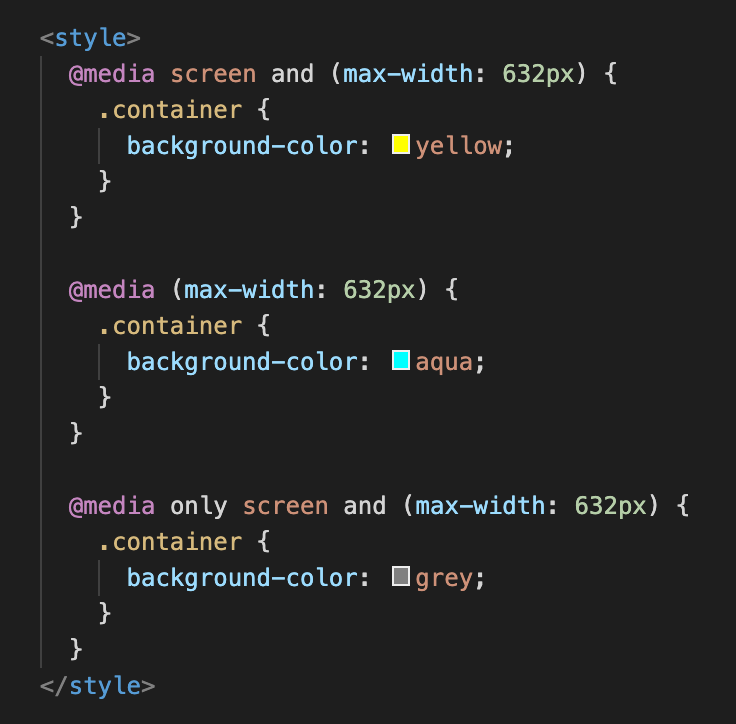 <style>
@media screen and (max-width: 632px) {
.container {
background-color: yellow;
}
}
@media (max-width: 632px) {
.container {
background-color: aqua;
}
}
@media only screen and (max-width: 632px) {
.container {
background-color: grey;
}
}
</style>